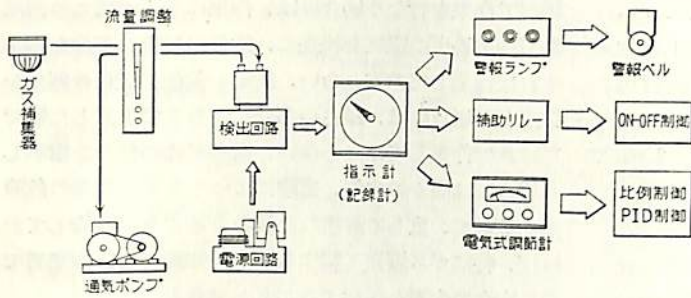 流量調整
ガス捕集器
検出回路
電源回路
通気ポンプ
指示計
(記録計)
警報ランプ
警報ベル
補助リレー
ON-OFF制御
電気式調節計
比例制御
PID制御